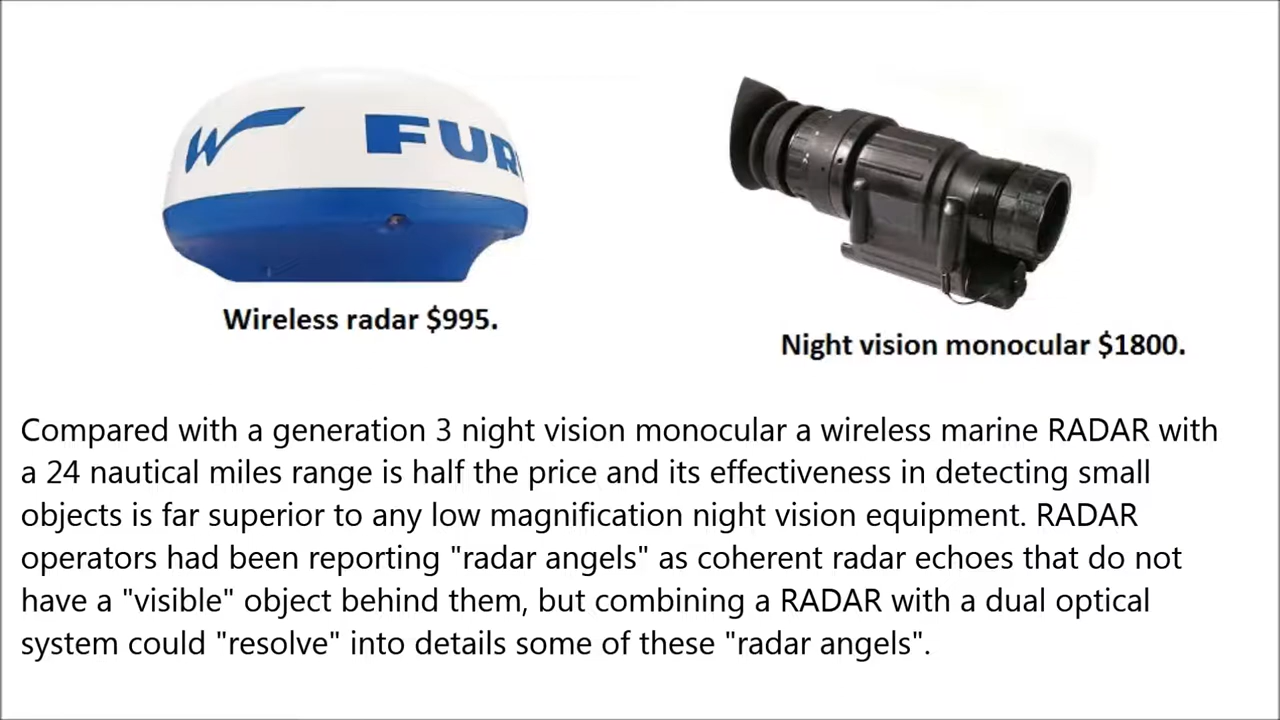 W FUR
Wireless radar $995.
Night vision monocular $1800.
Compared with a generation 3 night vision monocular a wireless marine RADAR with
a 24 nautical miles range is half the price and its effectiveness in detecting small
objects is far superior to any low magnification night vision equipment. RADAR
operators had been reporting "radar angels" as coherent radar echoes that do not
have a "visible" object behind them, but combining a RADAR with a dual optical
system could "resolve" into details some of these "radar angels".